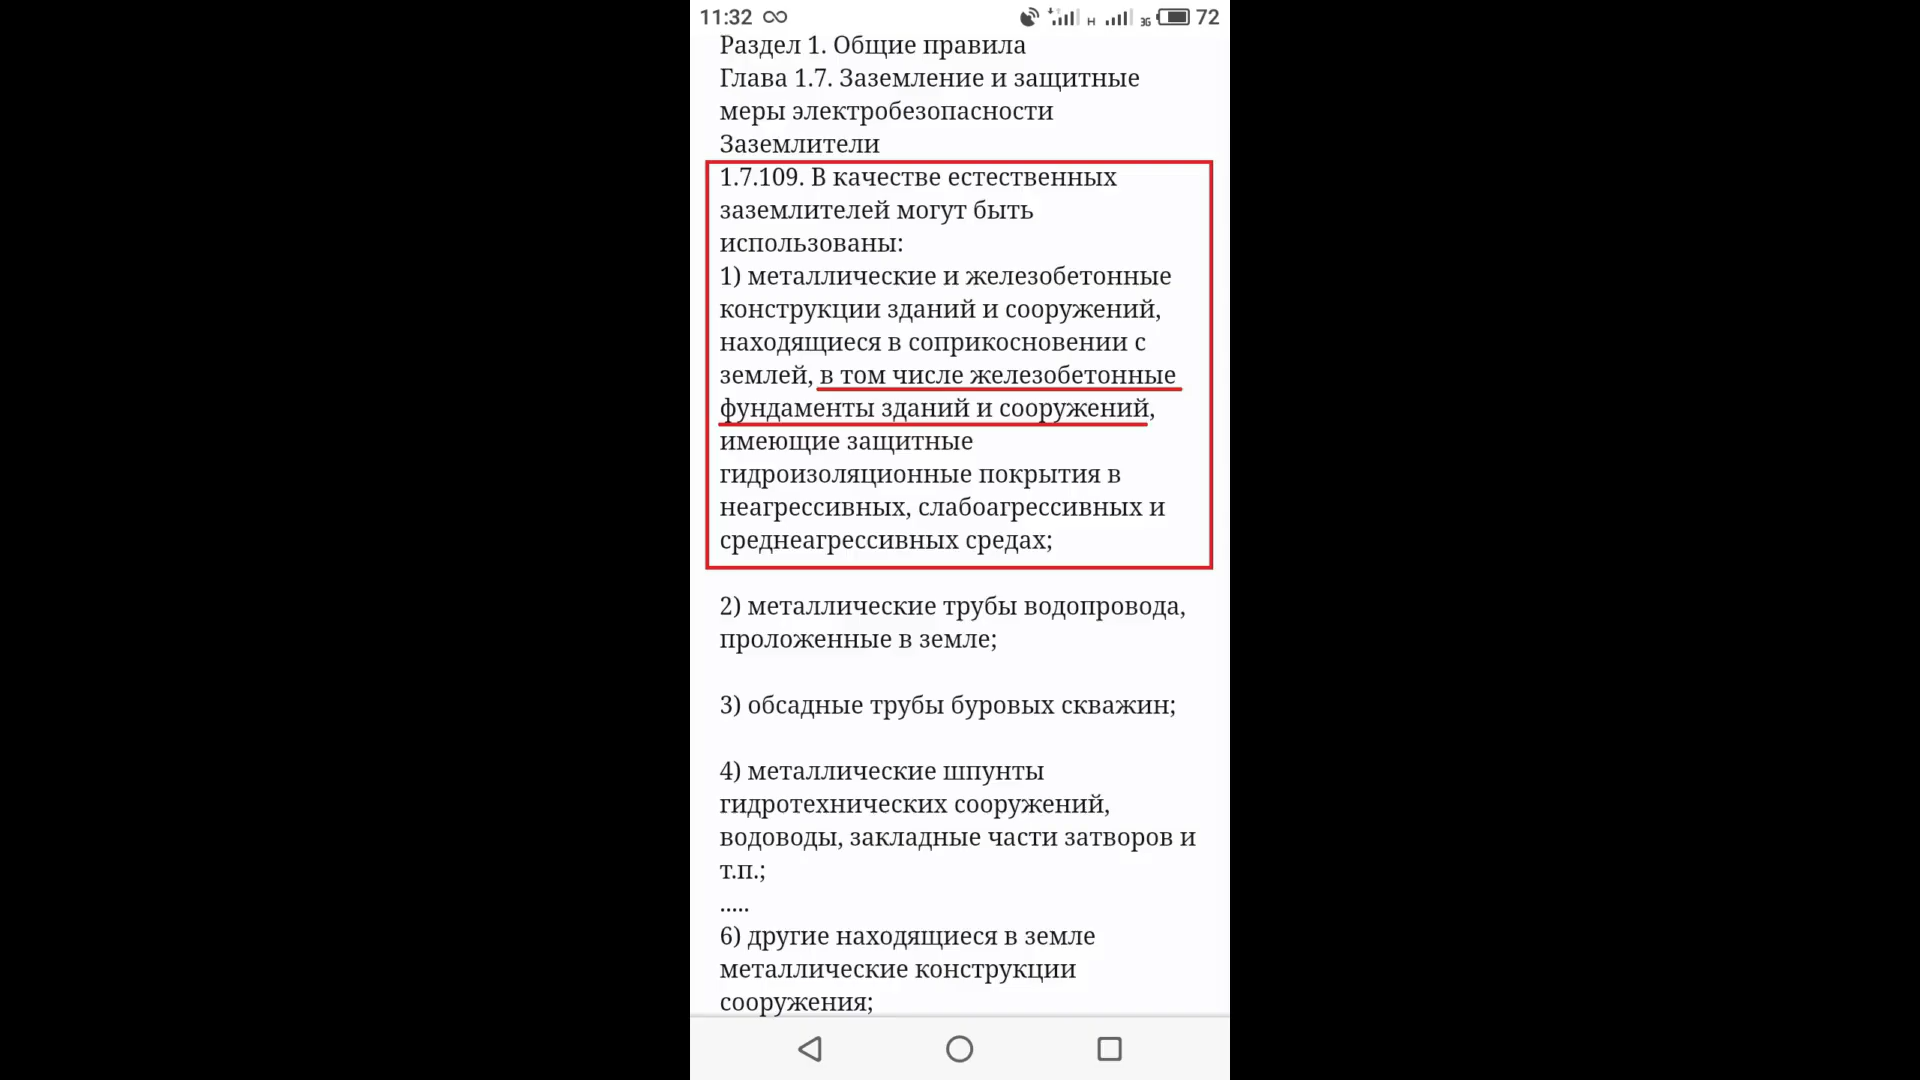 11:32
H
3G
72
Раздел 1. Общие правила
Глава 1.7. Заземление и защитные
меры электробезопасности
Заземлители
1.7.109. В качестве естественных
заземлителей могут быть
использованы:
1) металлические и железобетонные
конструкции зданий и сооружений,
находящиеся в соприкосновении с
землей, в том числе железобетонные
фундаменты зданий и сооружений,
имеющие защитные
гидроизоляционные покрытия в
неагрессивных, слабоагрессивных и
среднеагрессивных средах;
2) металлические трубы водопровода,
проложенные в земле;
3) обсадные трубы буровых скважин;
4) металлические шпунты
гидротехнических сооружений,
водоводы, закладные части затворов и
т.п.;
.....
6) другие находящиеся в земле
металлические конструкции
сооружения;